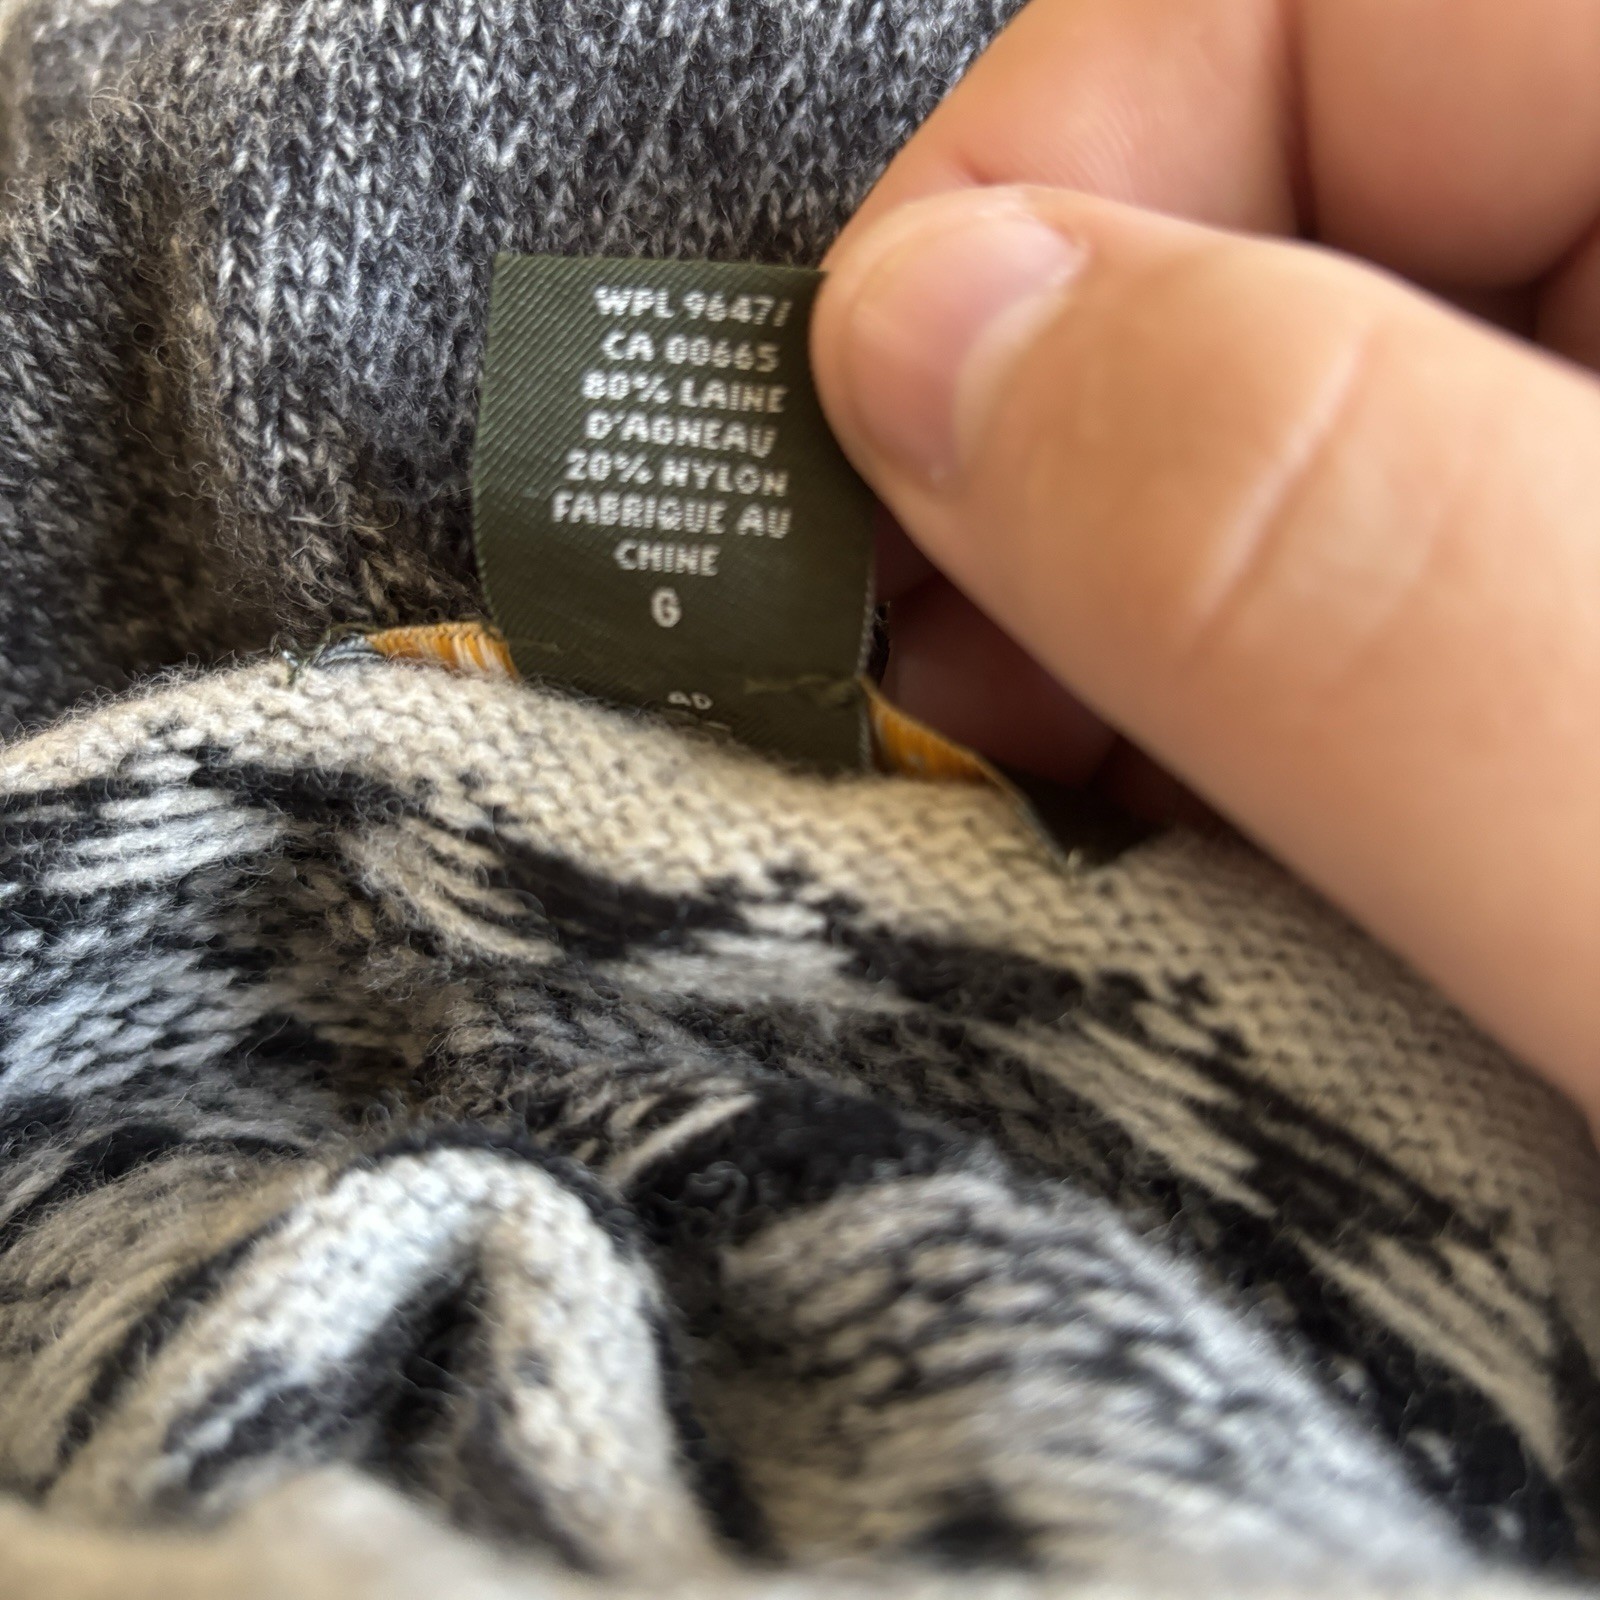 WPL 9647/
CA 00665
80% LAINE
D'AGNEAU
20% NYLON
FABRIQUE AU
CHINE
G